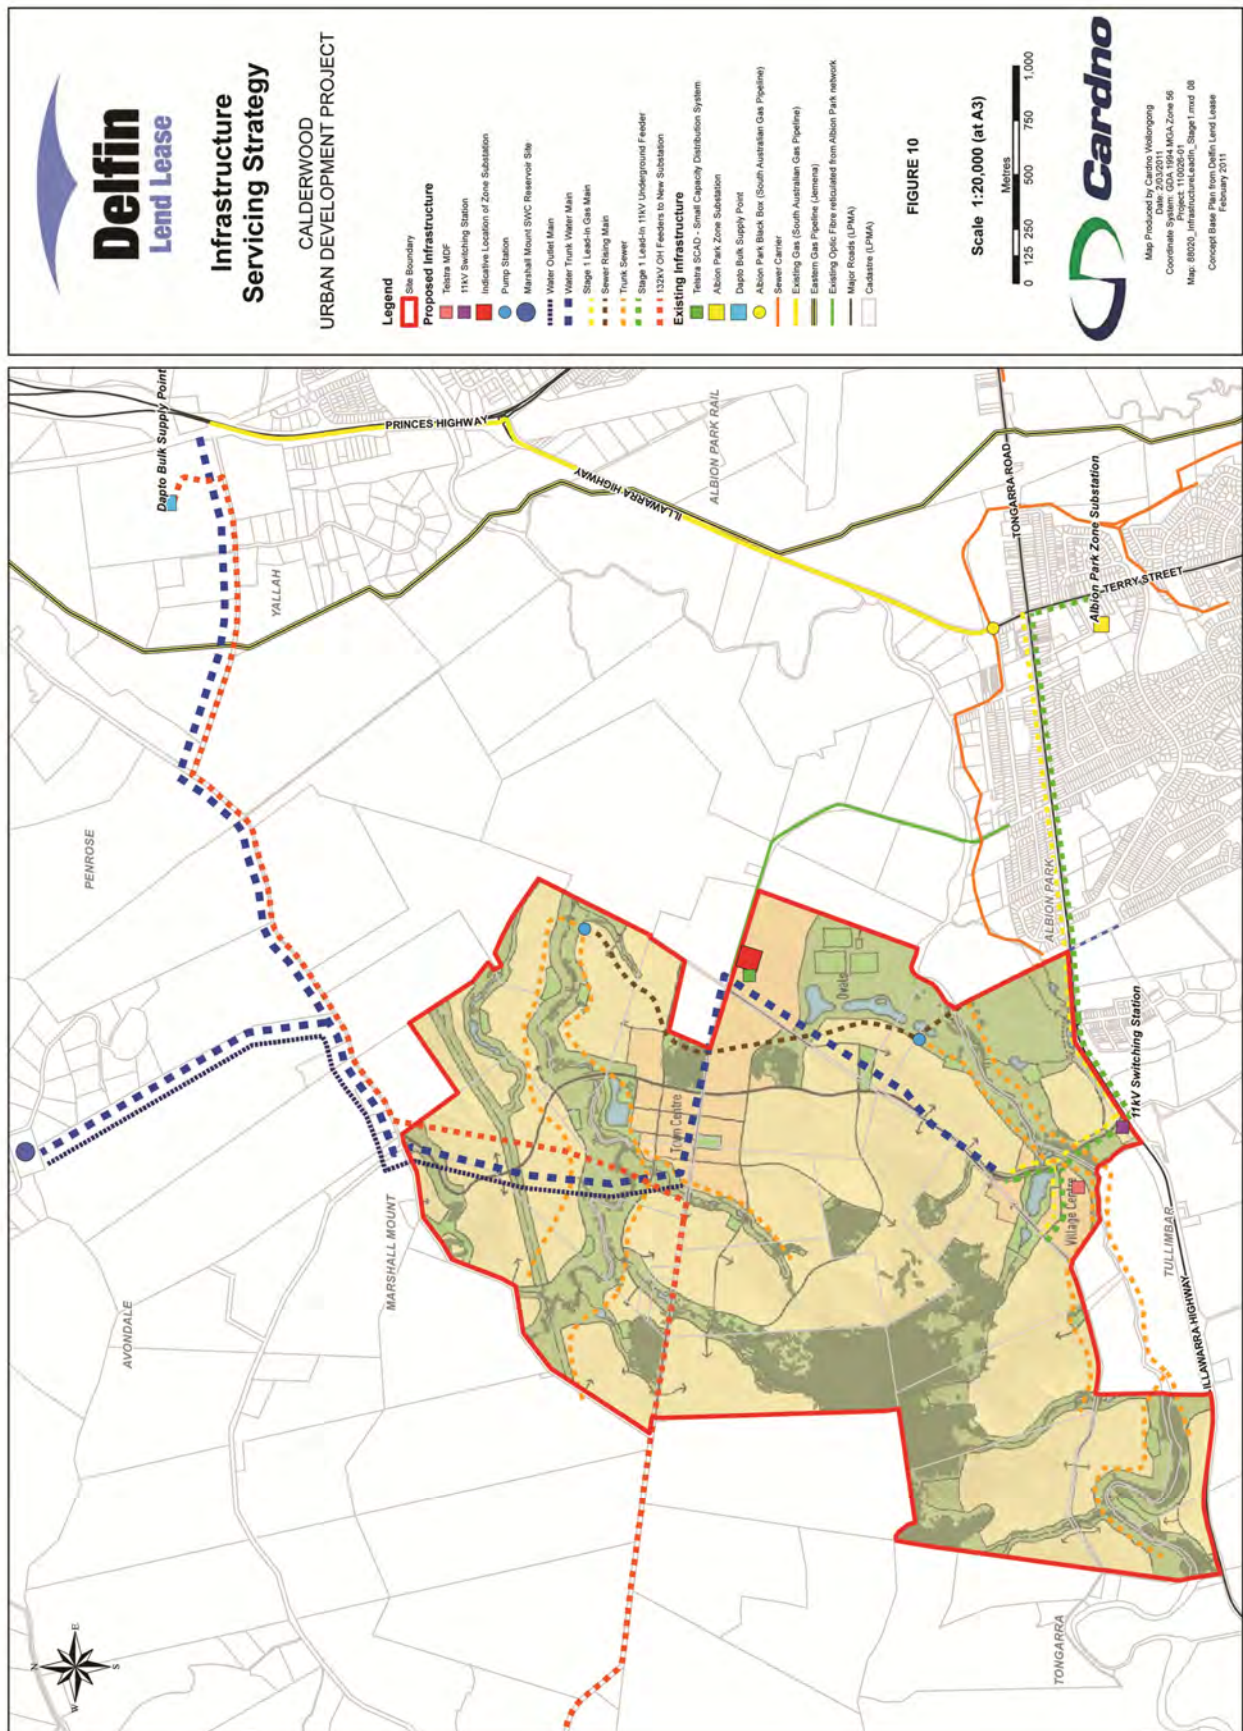 Delfin
Lend Lease
Infrastructure
Servicing Strategy
CALDERWOOD
URBAN DEVELOPMENT PROJECT
Legend
Site Boundary
Proposed Infrastructure
Telstra MDF
11kV Switching Station
Indicative Location of Zone Substation
Pump Station
Marshall Mount SWC Reservoir Site
Water Outlet Main
Water Trunk Water Main
Stage 1 Lead-In Gas Main
Sewer Rising Main
Trunk Sewer
Stage 1 Lead-In 11kV Underground Feeder
132kV OH Feeders to New Substation
Existing Infrastructure
Telstra SCAD - Small Capacity Distribution System
Albion Park Zone Substation
Dapto Bulk Supply Point
Albion Park Black Box (South Australian Gas Pipeline)
Sewer Carrier
Existing Gas (South Australian Gas Pipeline)
Eastern Gas Pipeline (Jemena)
Existing Optic Fibre reticulated from Albion Park network
Major Roads (LPMA)
Cadastre (LPMA)
FIGURE 10
Scale 1:20,000 (at A3)
0 125 250 500 750 1,000
Metres
Cardno
Map Produced by Cardno Wollongong
Date: 2/03/2011
Coordinate System: GDA 1994 MGA Zone 56
Project: 110026-01
Map: 88020_InfrastructureLeadIn_Stage1.mxd 08
Concept Base Plan from Delfin Lend Lease
February 2011
N
W
E
S
Dapto Bulk Supply Point
PRINCES HIGHWAY
YALLAH
PENROSE
ILLAWARRA HIGHWAY
ALBION PARK RAIL
AVONDALE
MARSHALL MOUNT
Town Centre
Ovals
TONGARRA ROAD
TERRY STREET
Albion Park Zone Substation
ALBION PARK
11kV Switching Station
Village Centre
TULLIMBAR
ILLAWARRA HIGHWAY
TONGARRA